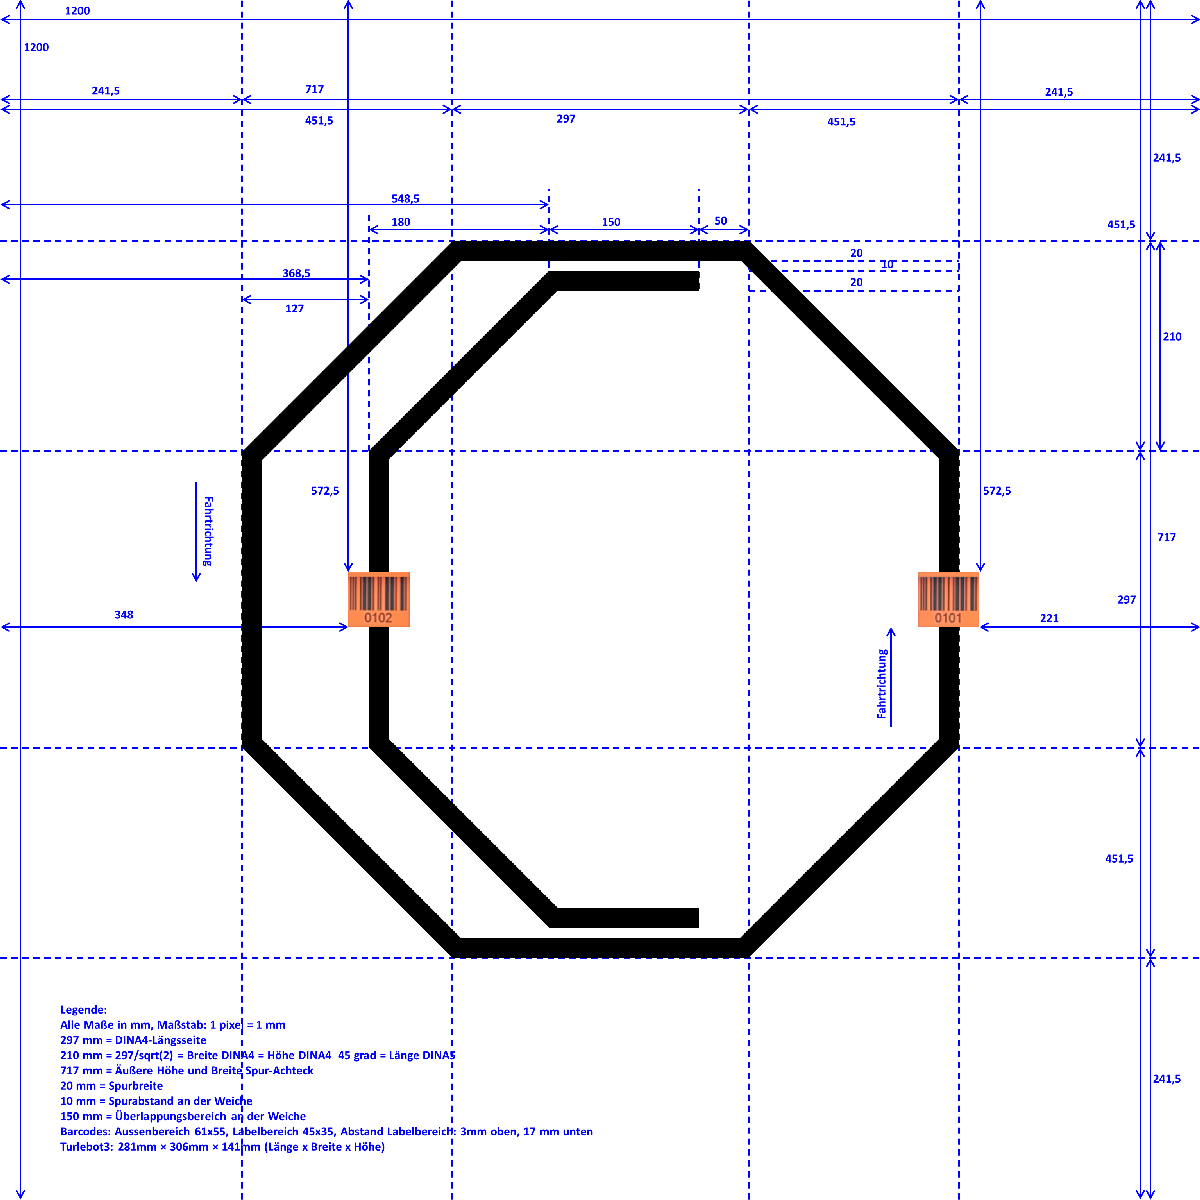 1200
1200
241,5
717
241,5
451,5
297
451,5
241,5
548,5
180
150
50
451,5
20
10
20
368,5
127
210
572,5
572,5
Fahrtrichtung
717
0102
0101
297
348
221
Fahrtrichtung
451,5
241,5
Legende:
Alle Maße in mm, Maßstab: 1 pixel = 1 mm
297 mm = DINA4-Längsseite
210 mm = 297/sqrt(2) = Breite DINA4 = Höhe DINA4 45 grad = Länge DINA5
717 mm = Äußere Höhe und Breite Spur-Achteck
20 mm = Spurbreite
10 mm = Spurabstand an der Weiche
150 mm = Überlappungsbereich an der Weiche
Barcodes: Aussenbereich 61x55, Labelbereich 45x35, Abstand Labelbereich: 3mm oben, 17 mm unten
Turlebot3: 281mm × 306mm × 141mm (Länge x Breite x Höhe)